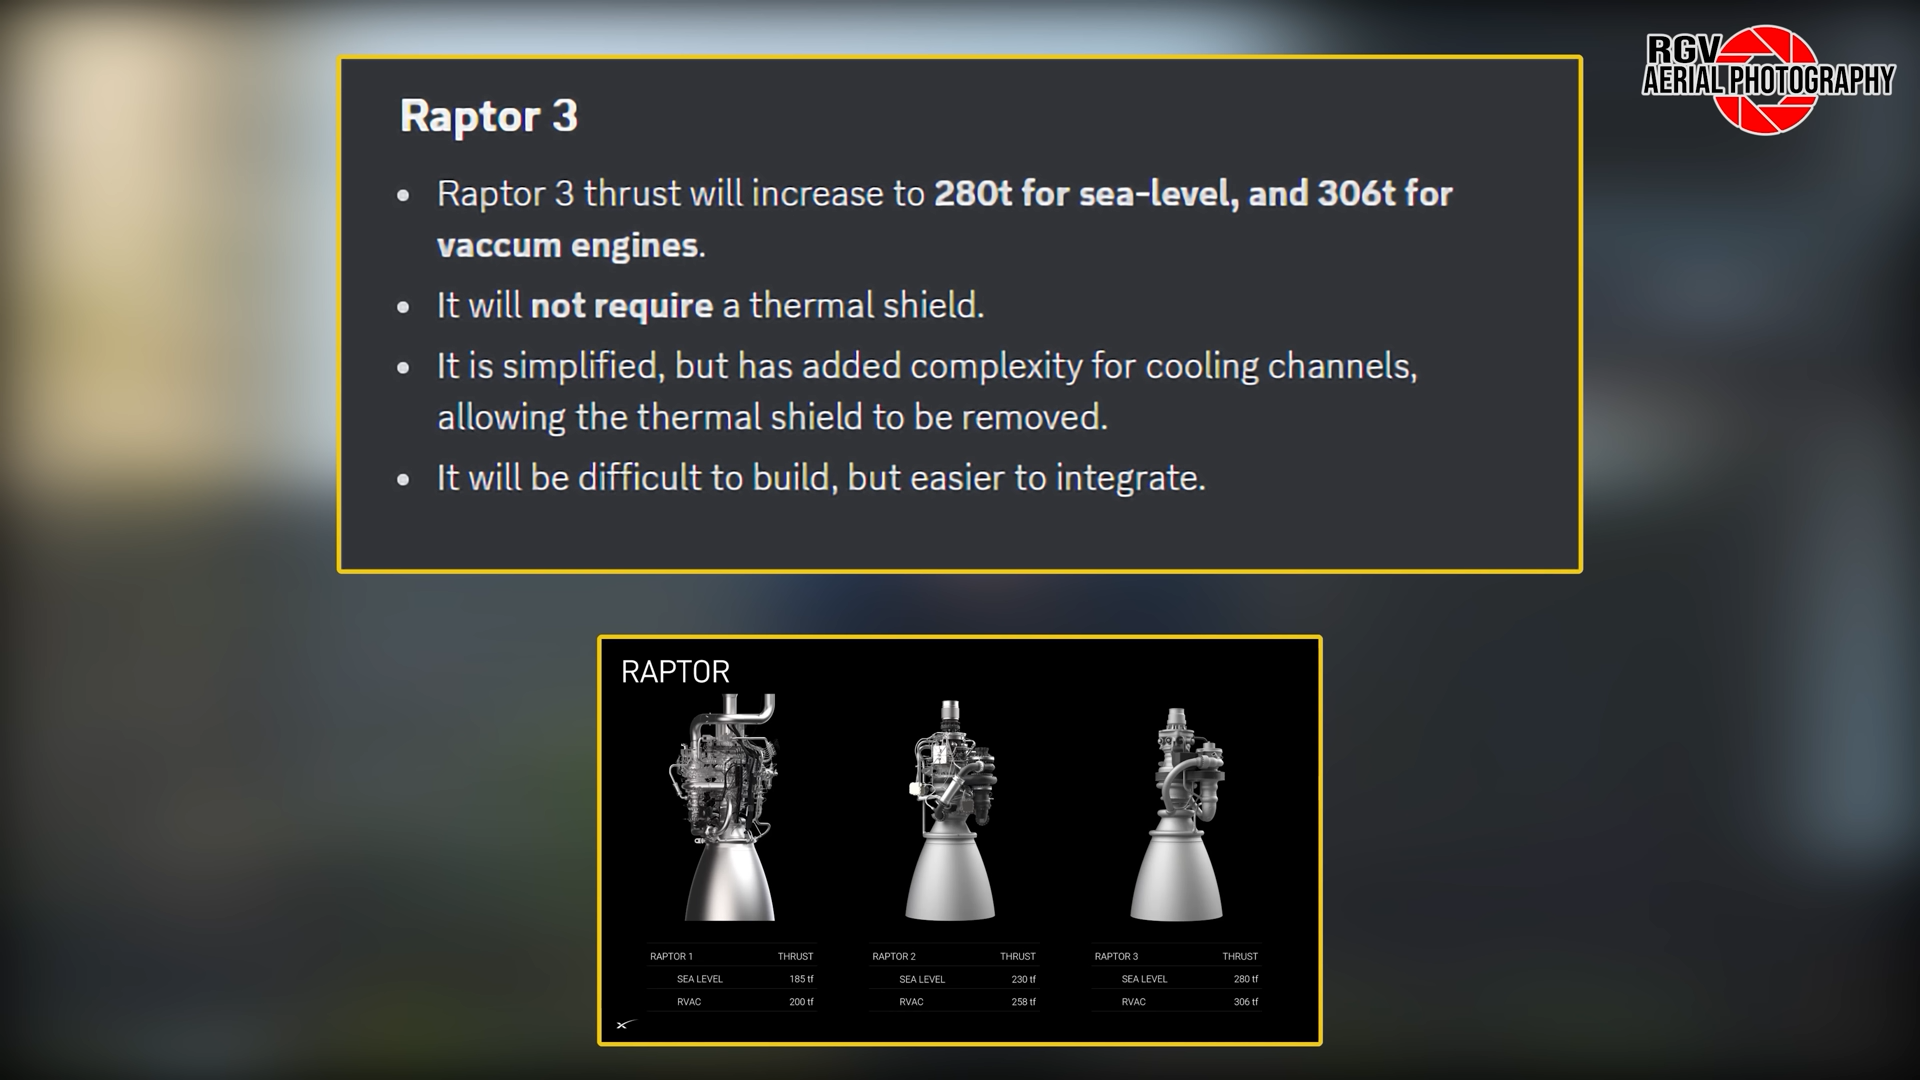 RGV
AERIAL PHOTOGRAPHY
Raptor 3
• Raptor 3 thrust will increase to 280t for sea-level, and 306t for
vaccum engines.
• It will not require a thermal shield.
• It is simplified, but has added complexity for cooling channels,
allowing the thermal shield to be removed.
• It will be difficult to build, but easier to integrate.
RAPTOR
RAPTOR 1 THRUST
SEA LEVEL 185 tf
RVAC 200 tf
RAPTOR 2 THRUST
SEA LEVEL 230 tf
RVAC 258 tf
RAPTOR 3 THRUST
SEA LEVEL 280 tf
RVAC 306 tf